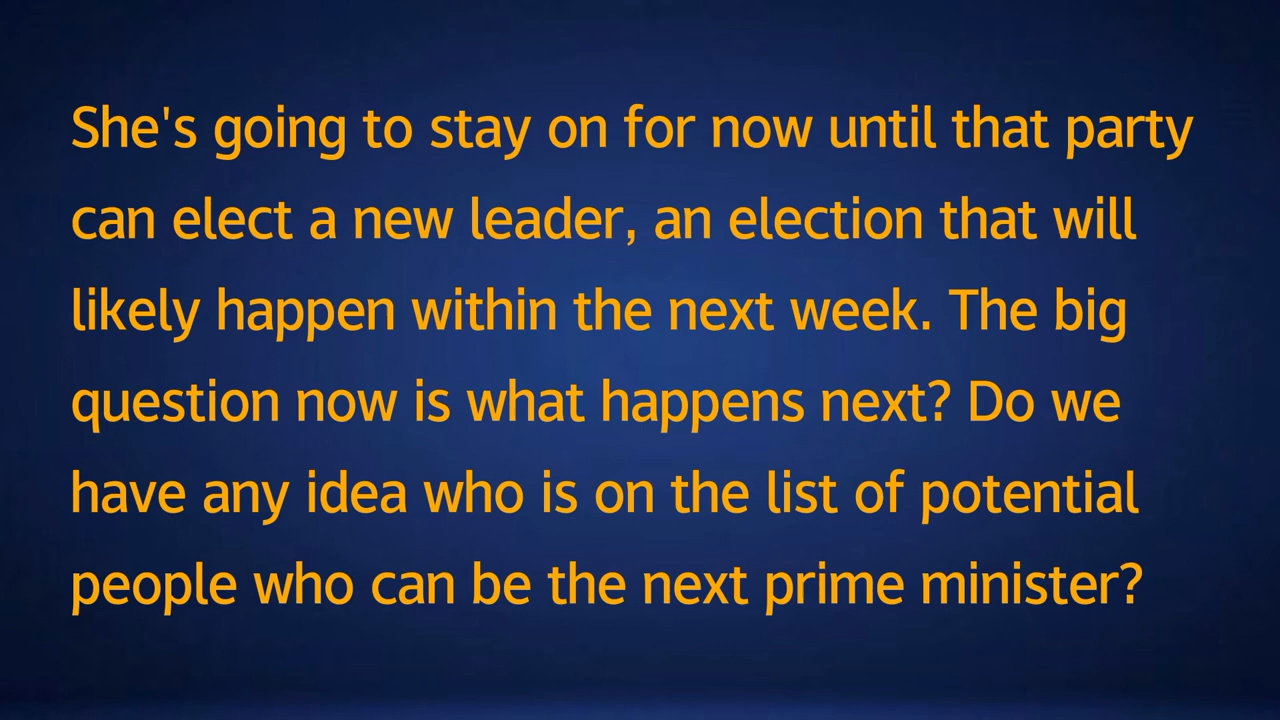 She's going to stay on for now until that party
can elect a new leader, an election that will
likely happen within the next week. The big
question now is what happens next? Do we
have any idea who is on the list of potential
people who can be the next prime minister?